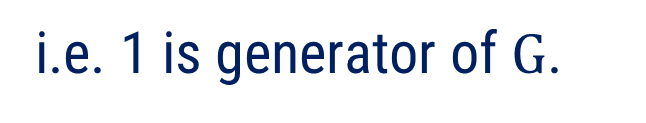 i.e. 1 is generator of G.